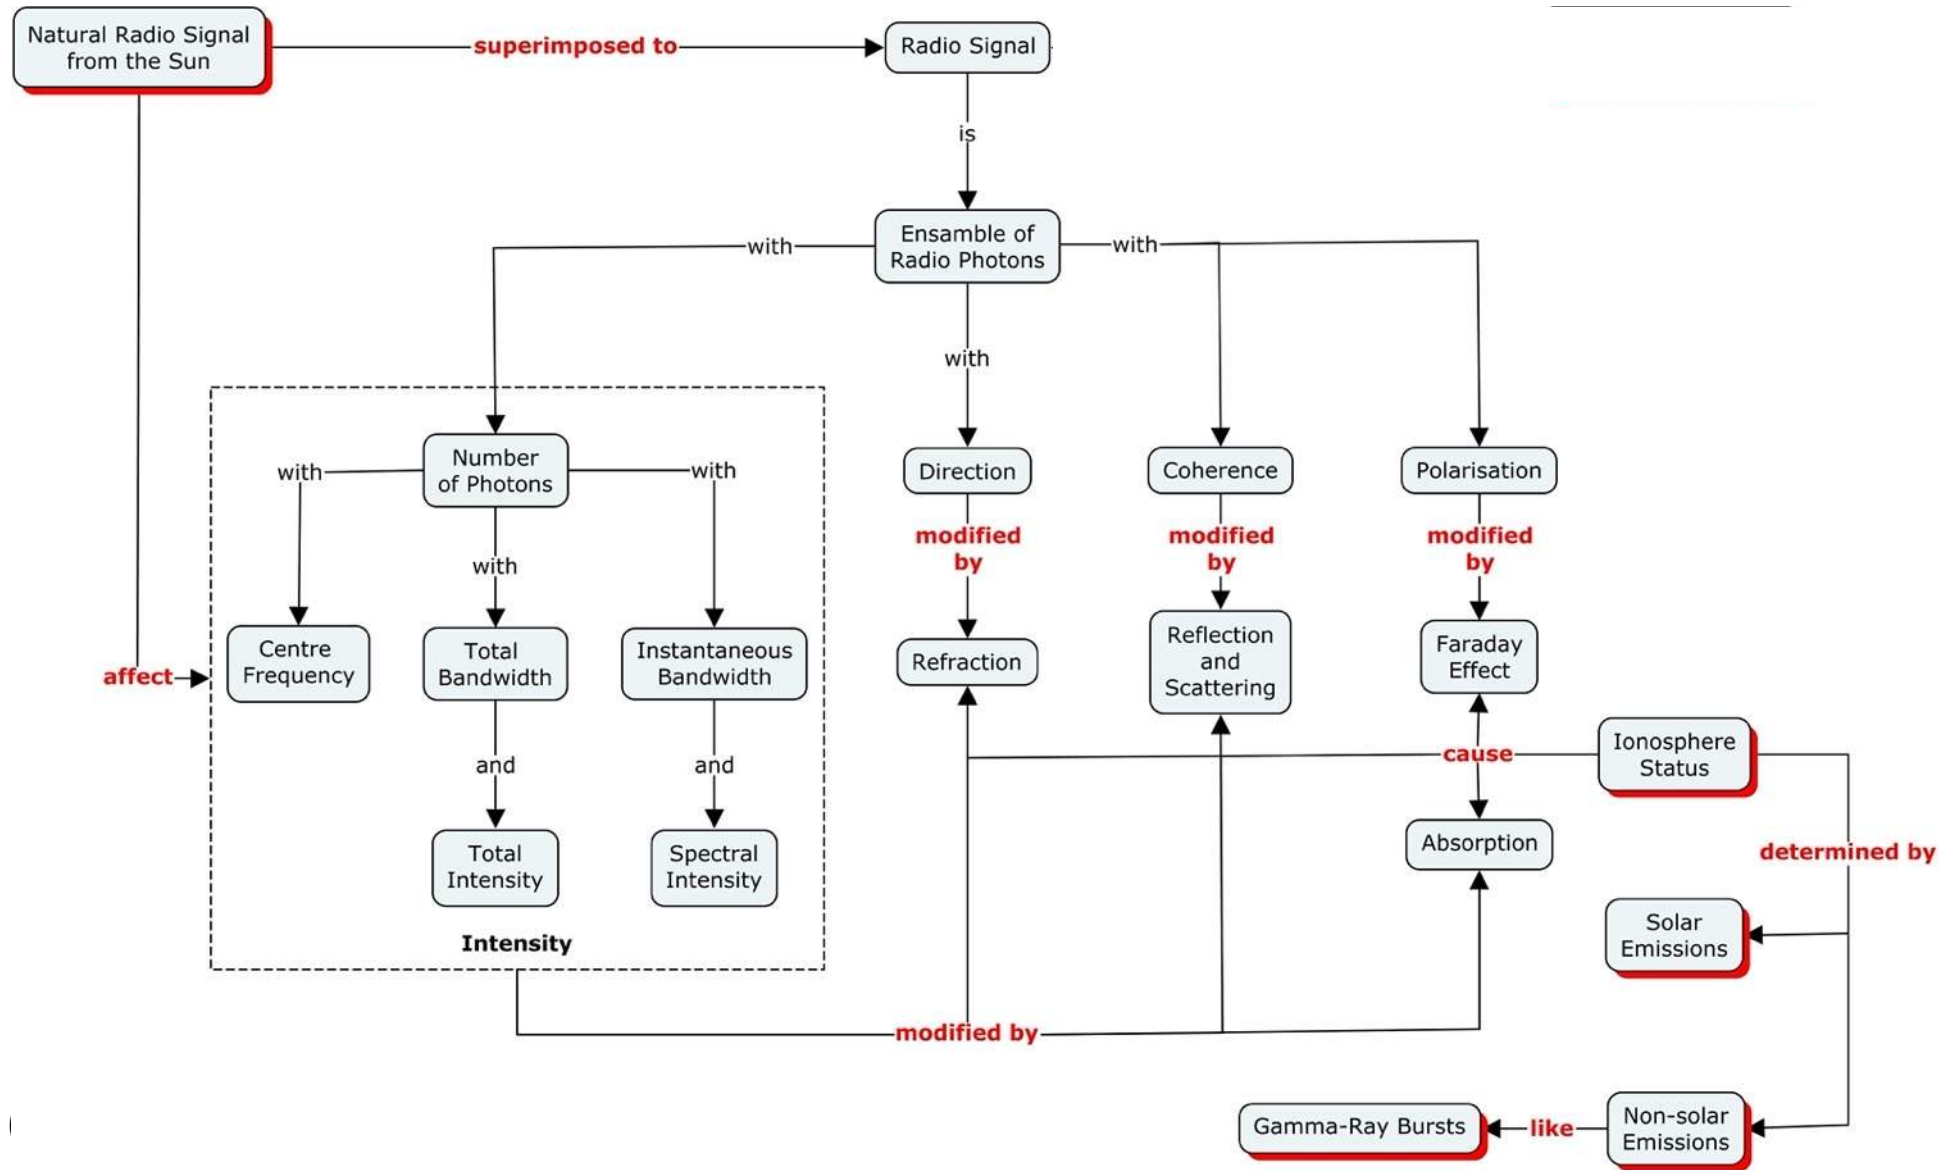 Natural Radio Signal
from the Sun
superimposed to
Radio Signal
is
Ensamble of
Radio Photons
with
with
with
Number
of Photons
with
with
with
Direction
Coherence
Polarisation
modified
by
modified
by
modified
by
Centre
Frequency
Total
Bandwidth
Instantaneous
Bandwidth
Refraction
Reflection
and
Scattering
Faraday
Effect
affect
and
and
cause
Ionosphere
Status
Total
Intensity
Spectral
Intensity
Absorption
determined by
Intensity
Solar
Emissions
modified by
Gamma-Ray Bursts
like
Non-solar
Emissions